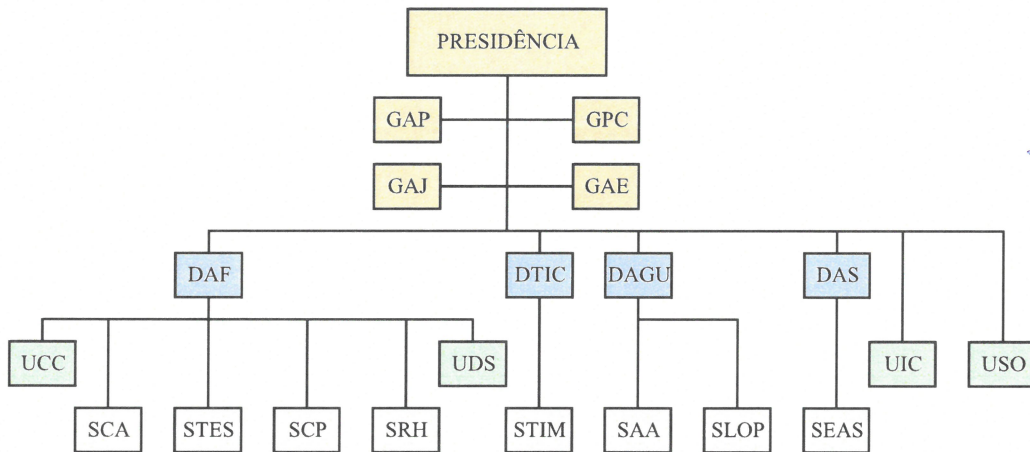 PRESIDÊNCIA
GAP
GPC
GAJ
GAE
DAF
DTIC
DAGU
DAS
UCC
UDS
UIC
USO
SCA
STES
SCP
SRH
STIM
SAA
SLOP
SEAS